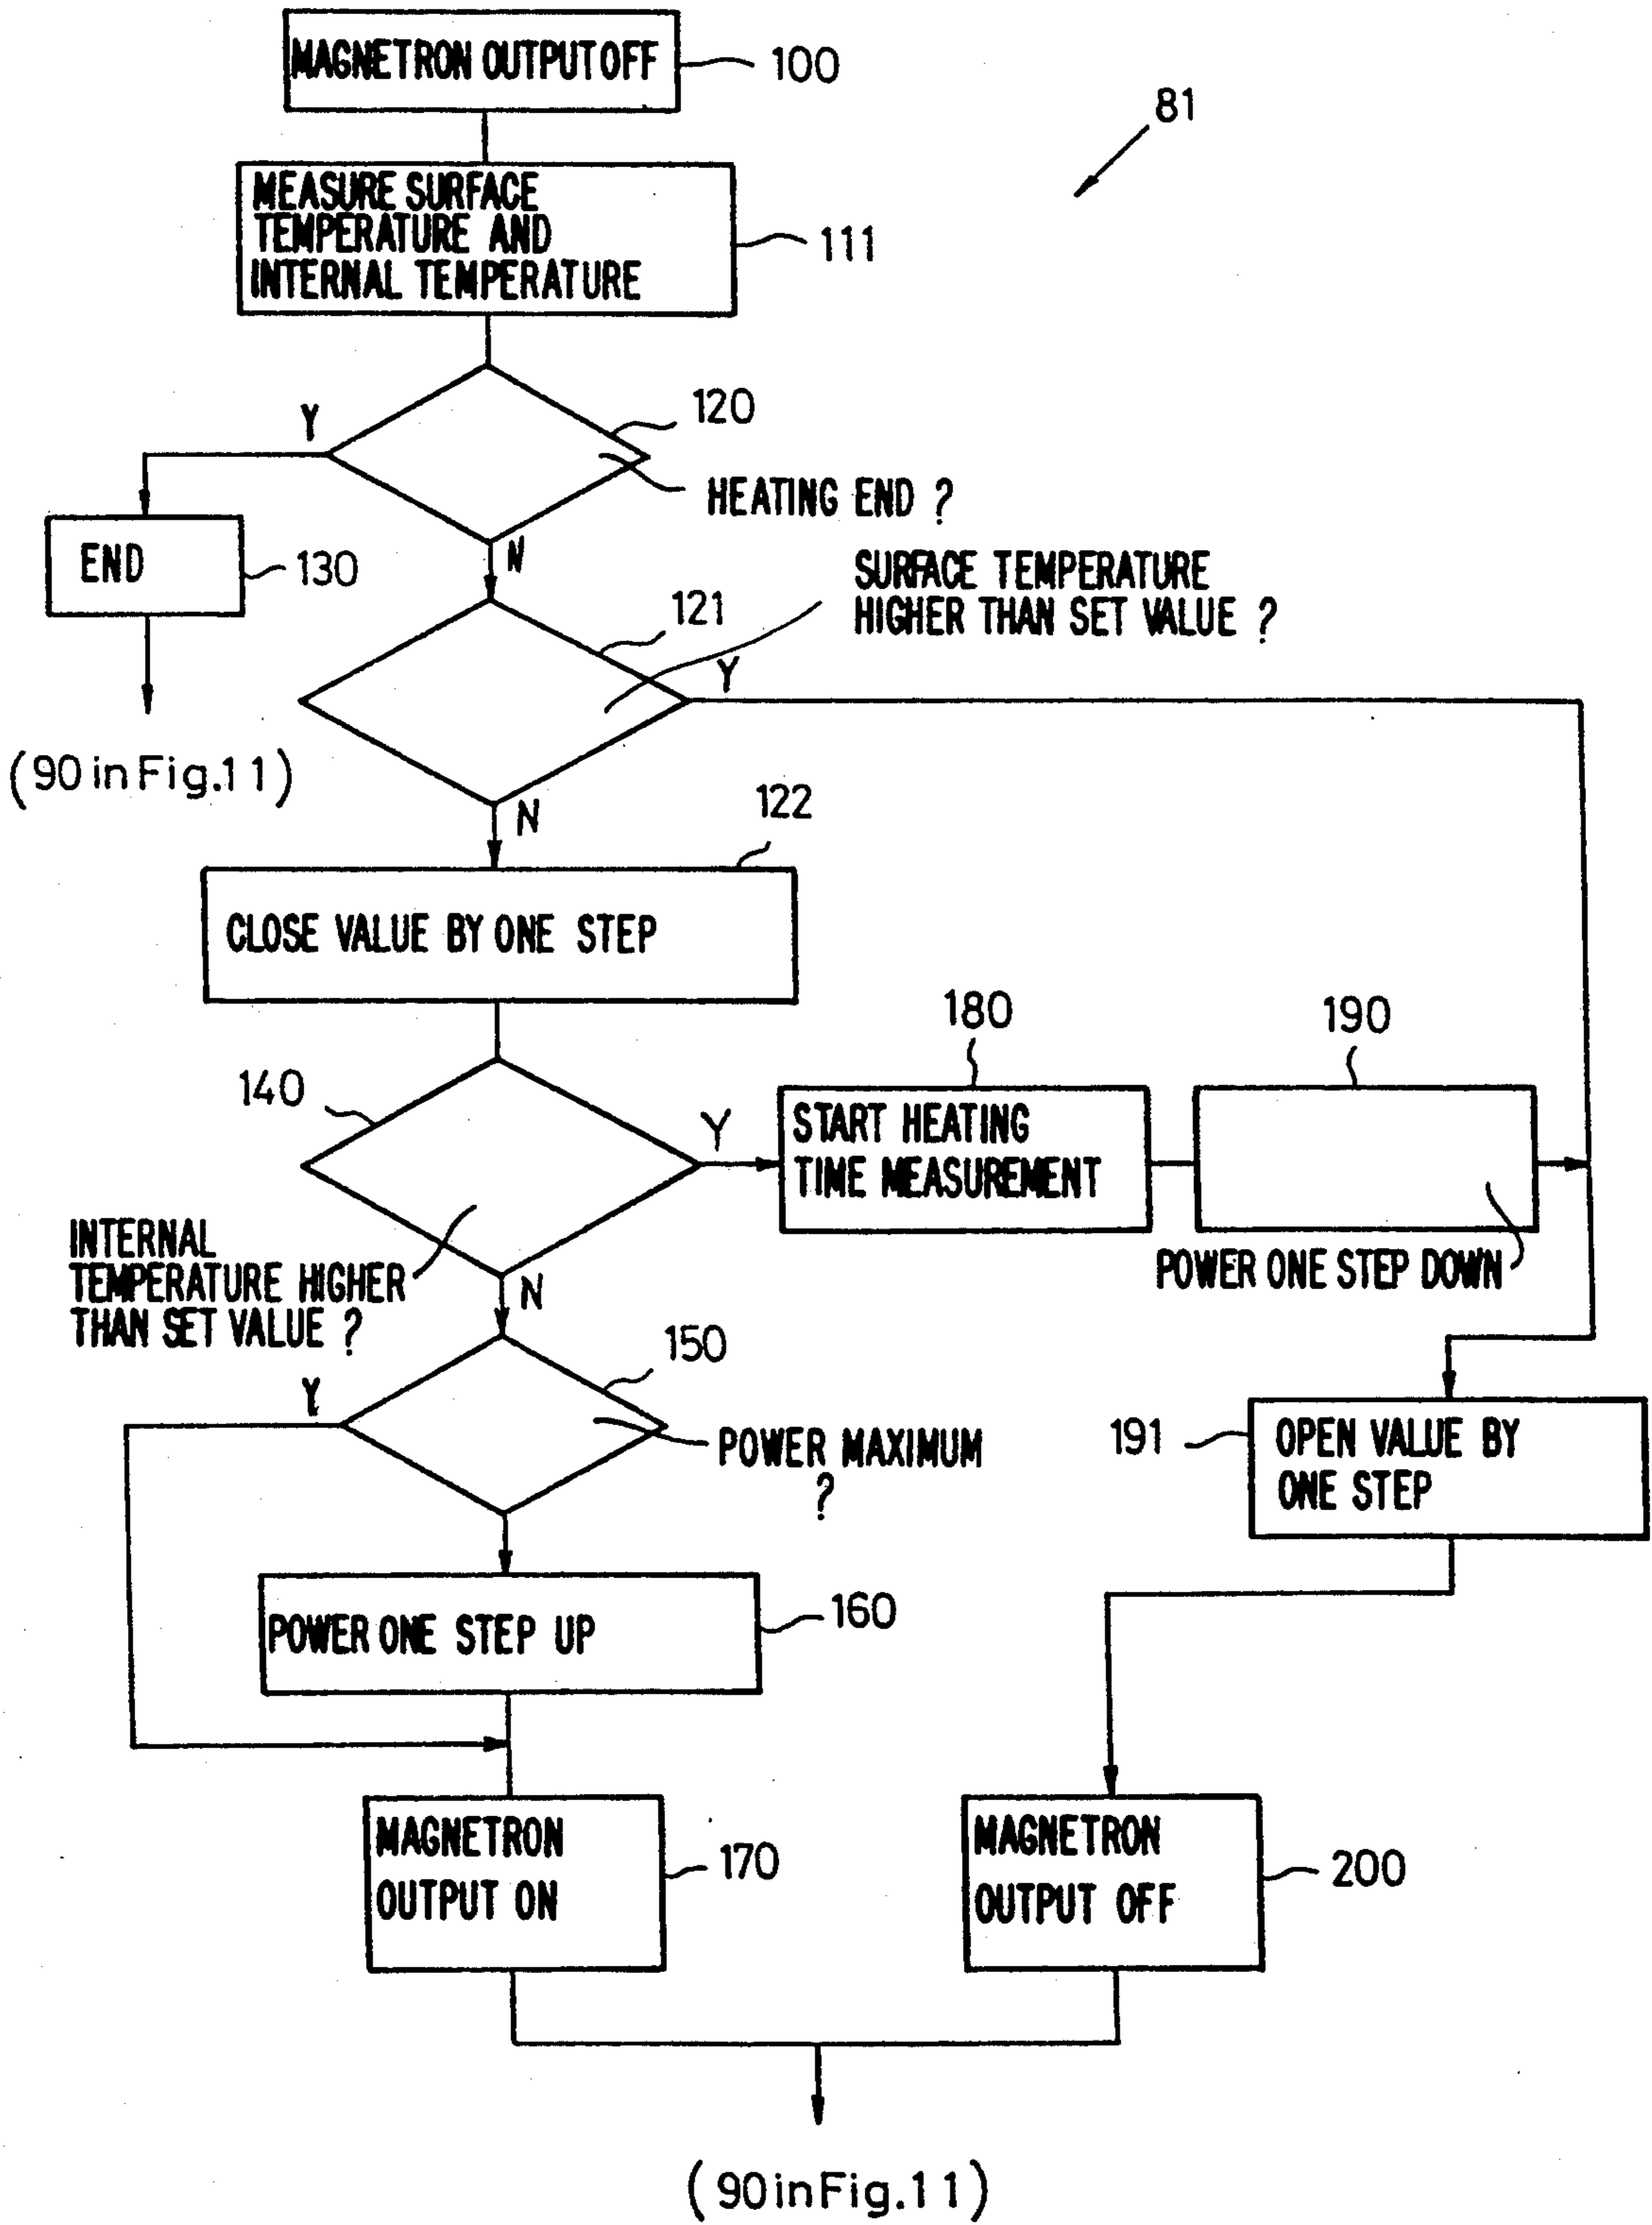 MAGNETRON OUTPUT OFF
100
81
MEASURE SURFACE
TEMPERATURE AND
INTERNAL TEMPERATURE
111
120
Y
HEATING END ?
N
END
130
(90 in Fig.11)
SURFACE TEMPERATURE
HIGHER THAN SET VALUE ?
121
Y
N
122
CLOSE VALUE BY ONE STEP
140
Y
INTERNAL
TEMPERATURE HIGHER
THAN SET VALUE ?
N
180
START HEATING
TIME MEASUREMENT
190
POWER ONE STEP DOWN
150
Y
POWER MAXIMUM
?
191
OPEN VALUE BY
ONE STEP
POWER ONE STEP UP
160
MAGNETRON
OUTPUT ON
170
MAGNETRON
OUTPUT OFF
200
(90 in Fig.11)